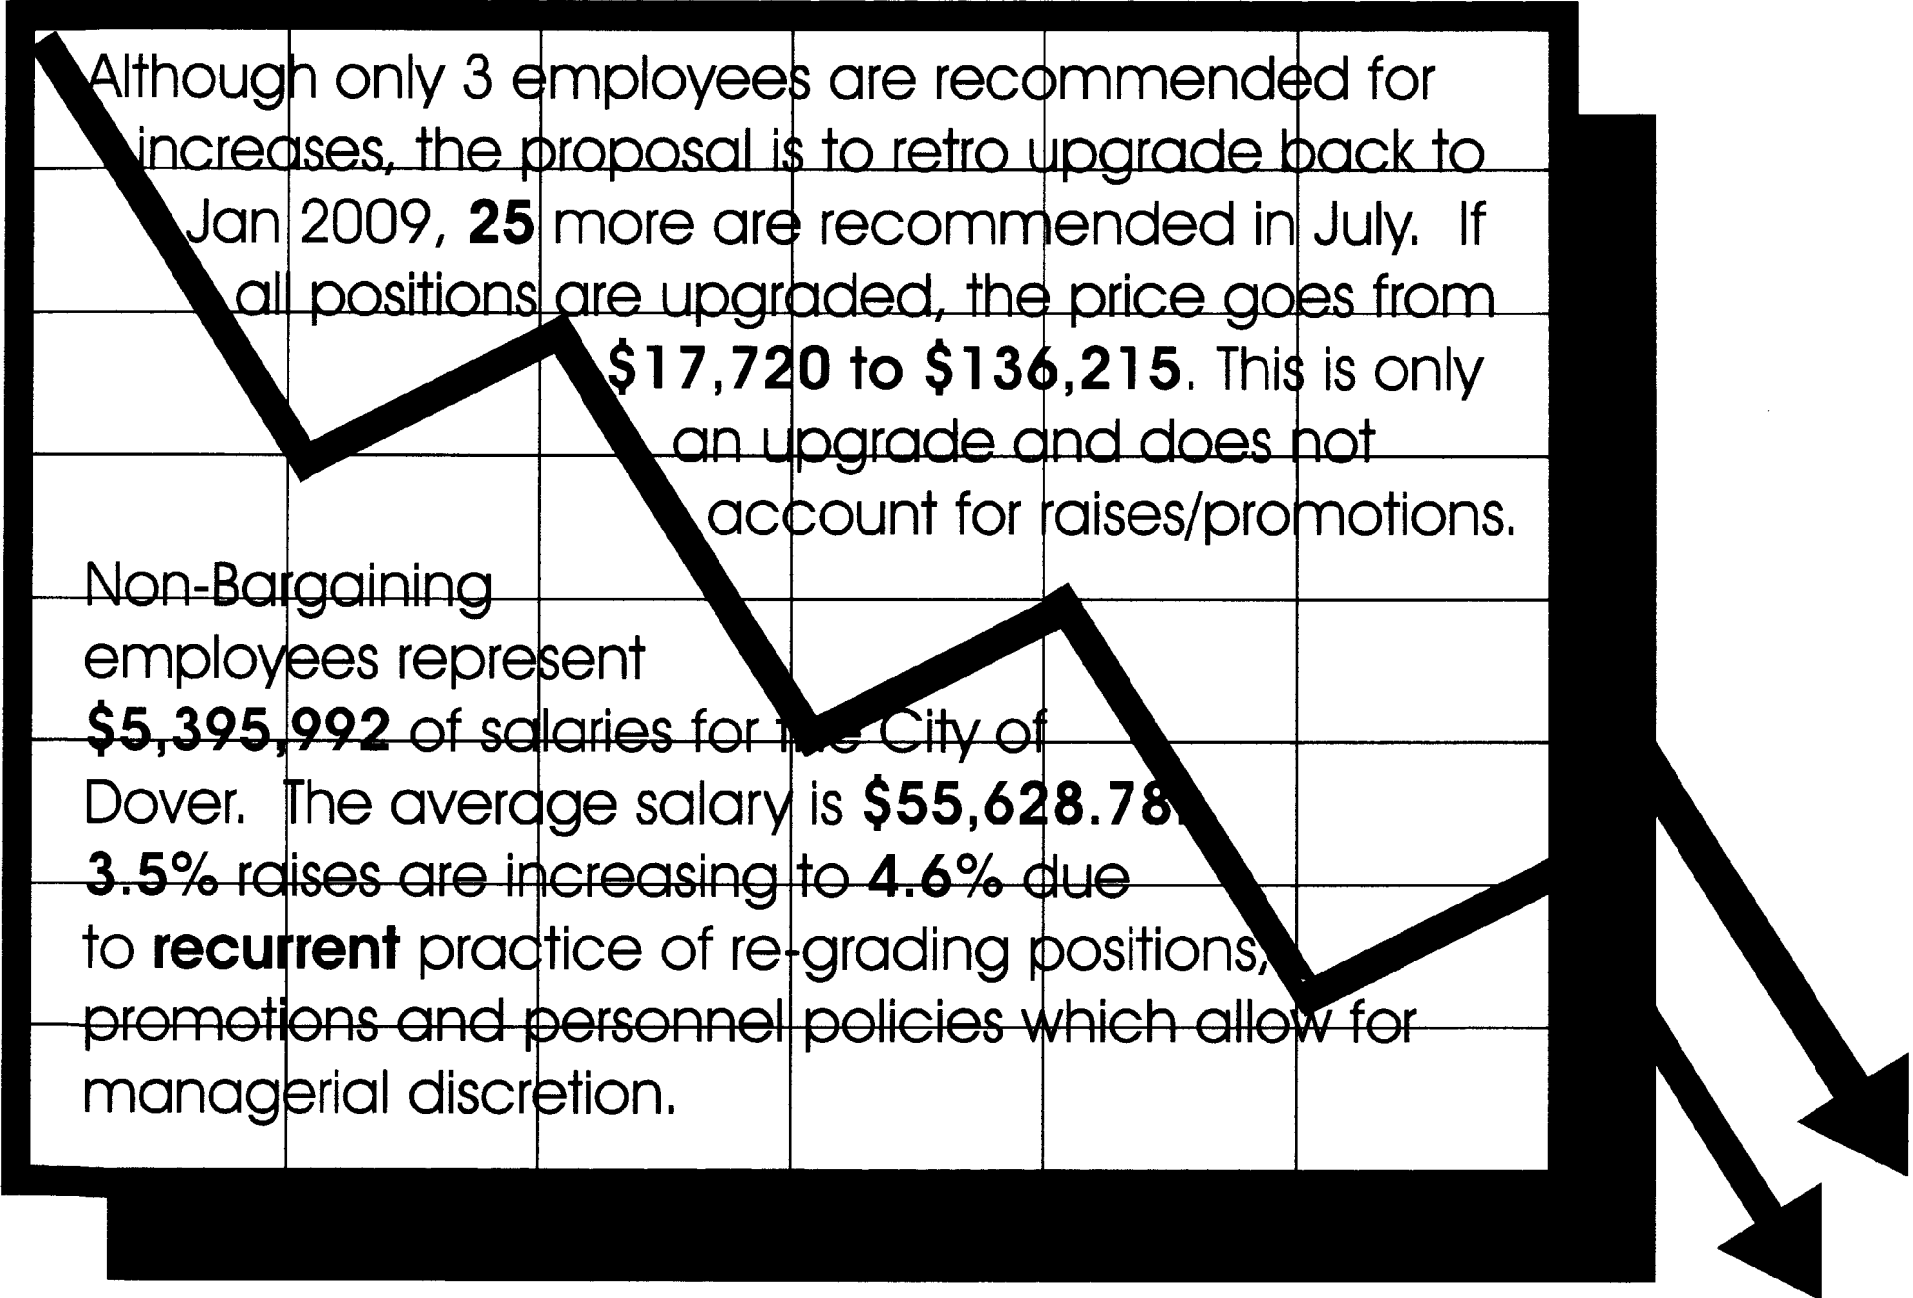 Although only 3 employees are recommended for
increases, the proposal is to retro upgrade back to
Jan 2009, 25 more are recommended in July. If
all positions are upgraded, the price goes from
$17,720 to $136,215. This is only
an upgrade and does not
account for raises/promotions.
Non-Bargaining
employees represent
$5,395,992 of salaries for the City of
Dover. The average salary is $55,628.78.
3.5% raises are increasing to 4.6% due
to recurrent practice of re-grading positions,
promotions and personnel policies which allow for
managerial discretion.